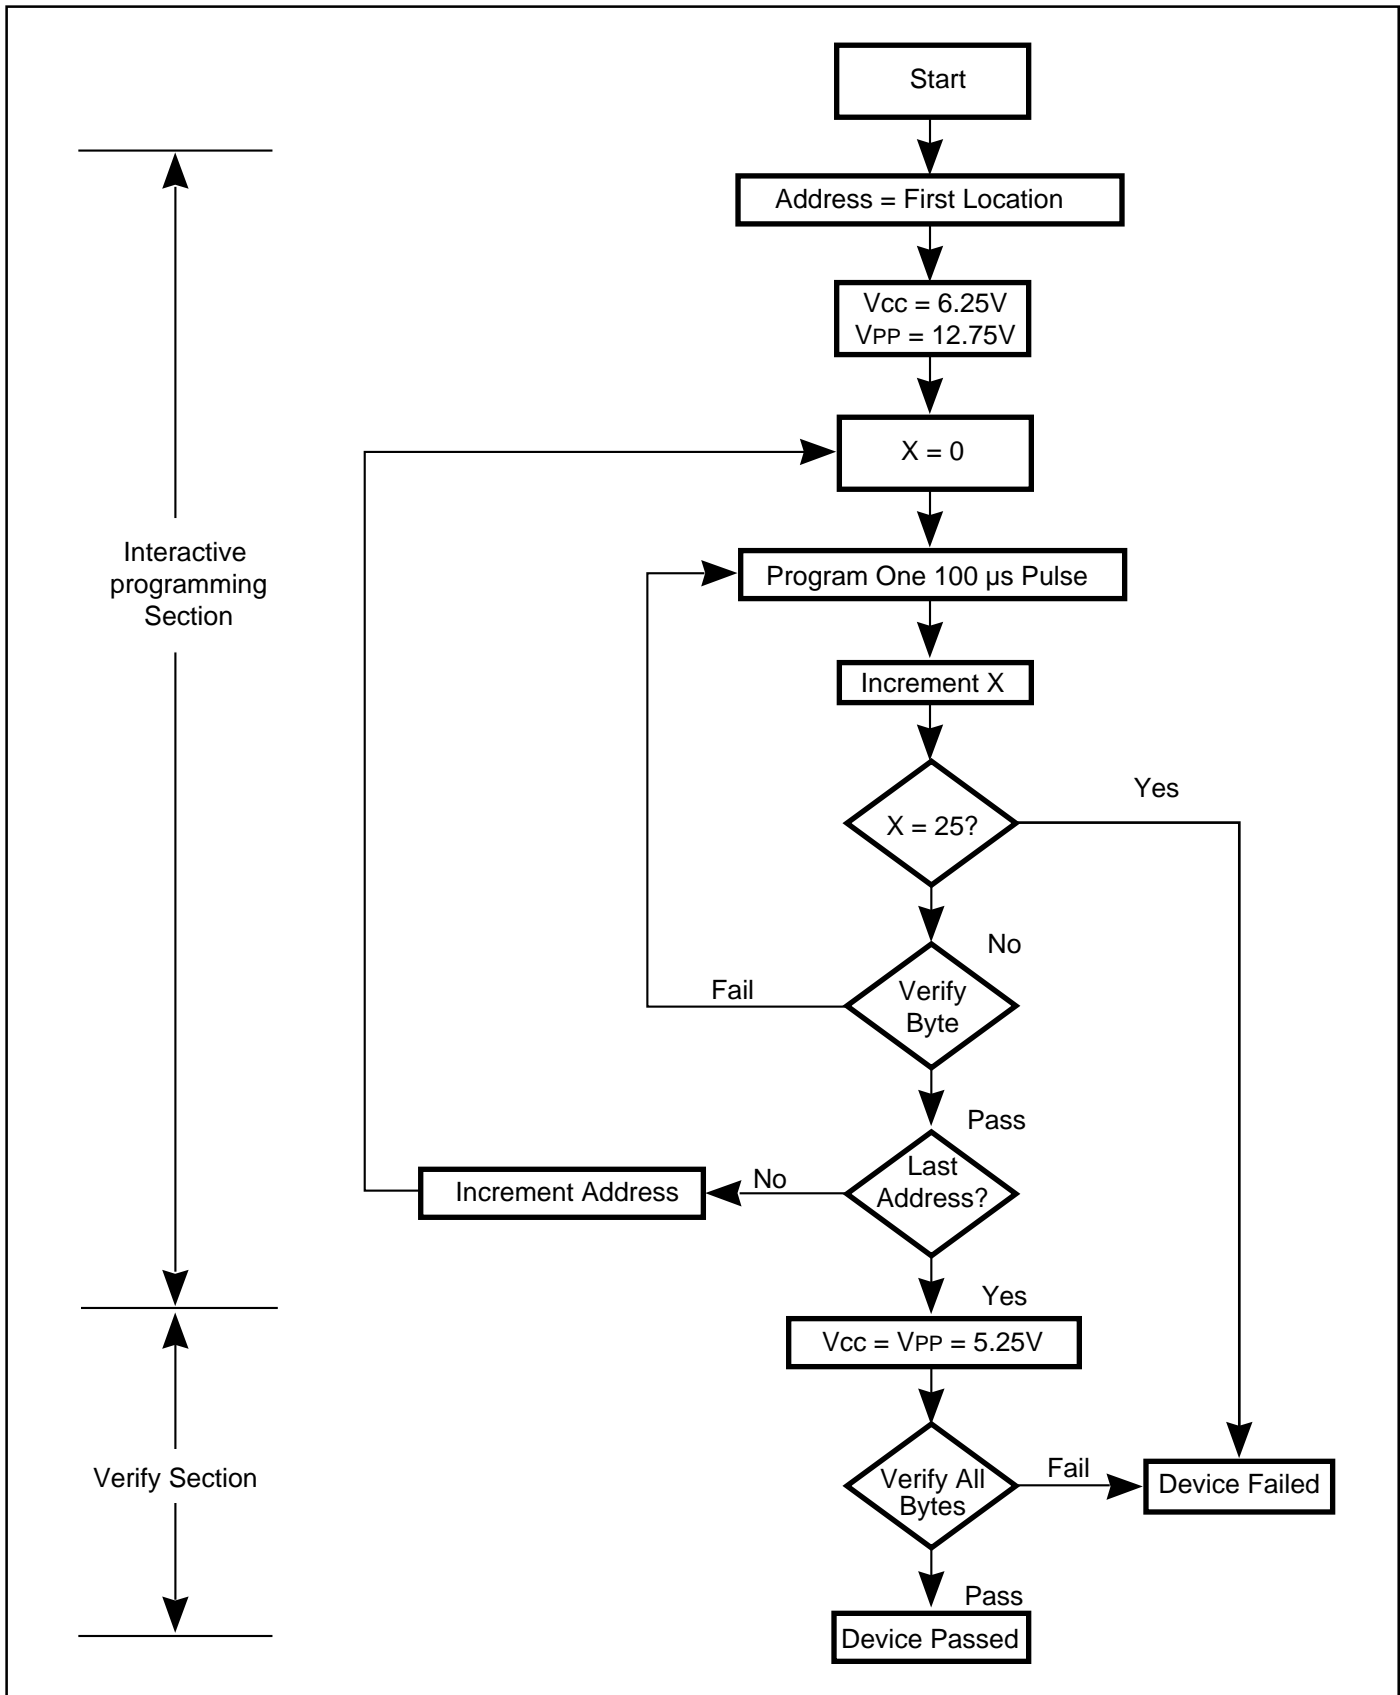 Start
Address = First Location
Vcc = 6.25V
VPP = 12.75V
X = 0
Interactive
programming
Section
Program One 100 µs Pulse
Increment X
X = 25?
Yes
No
Verify
Byte
Fail
Pass
Last
Address?
No
Increment Address
Yes
Vcc = VPP = 5.25V
Verify Section
Verify All
Bytes
Fail
Device Failed
Pass
Device Passed